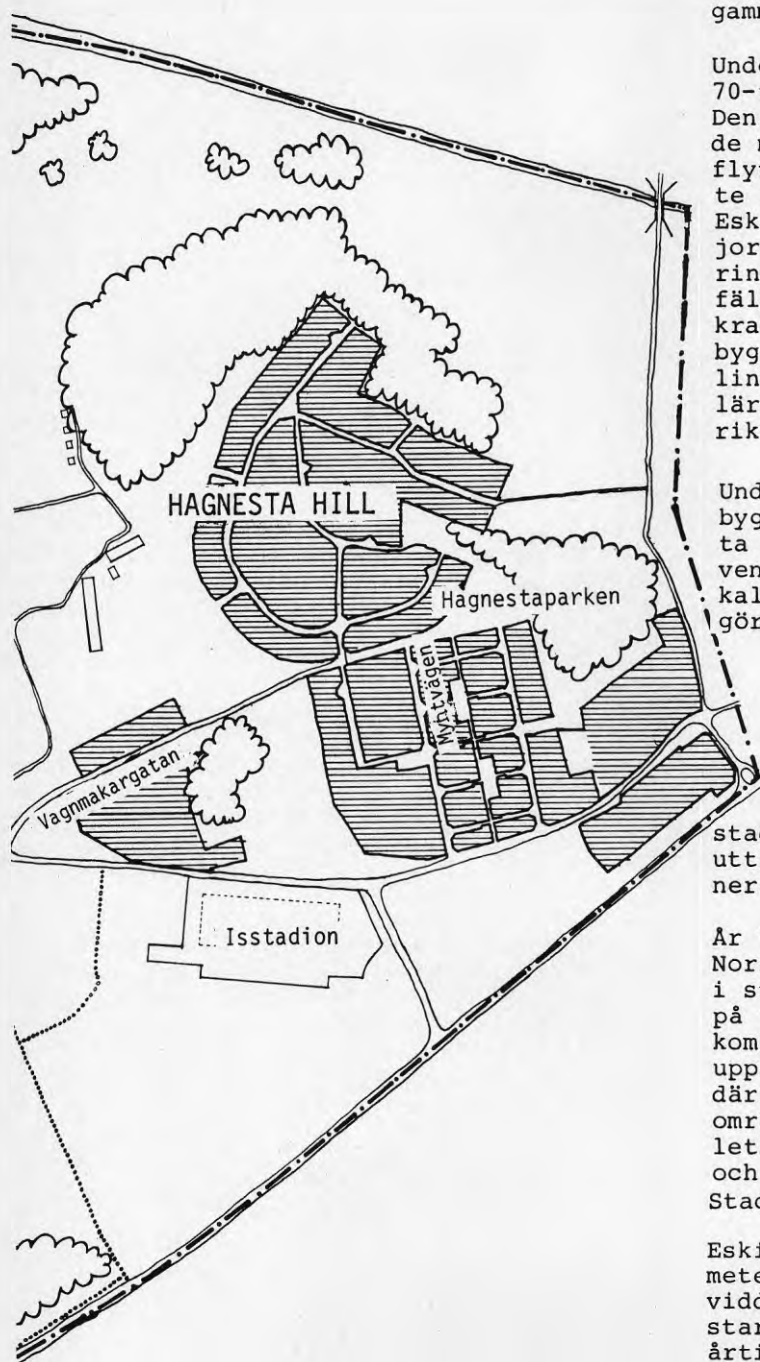 HAGNESTA HILL
Hagnestaparken
Myntvägen
Vagnmakargatan
Isstadion
gamm
Unde
70-t
Den
de n
flyt
te
Esk
jor
rin
fäl
kra
byg
lin
lär
rik
Und
byg
ta
ven
kal
gör
stad
utt
ner
År
Nor
i st
på
kom
upp
där
omr
let
och
Stad
Eski
mete
vidd
star
årti